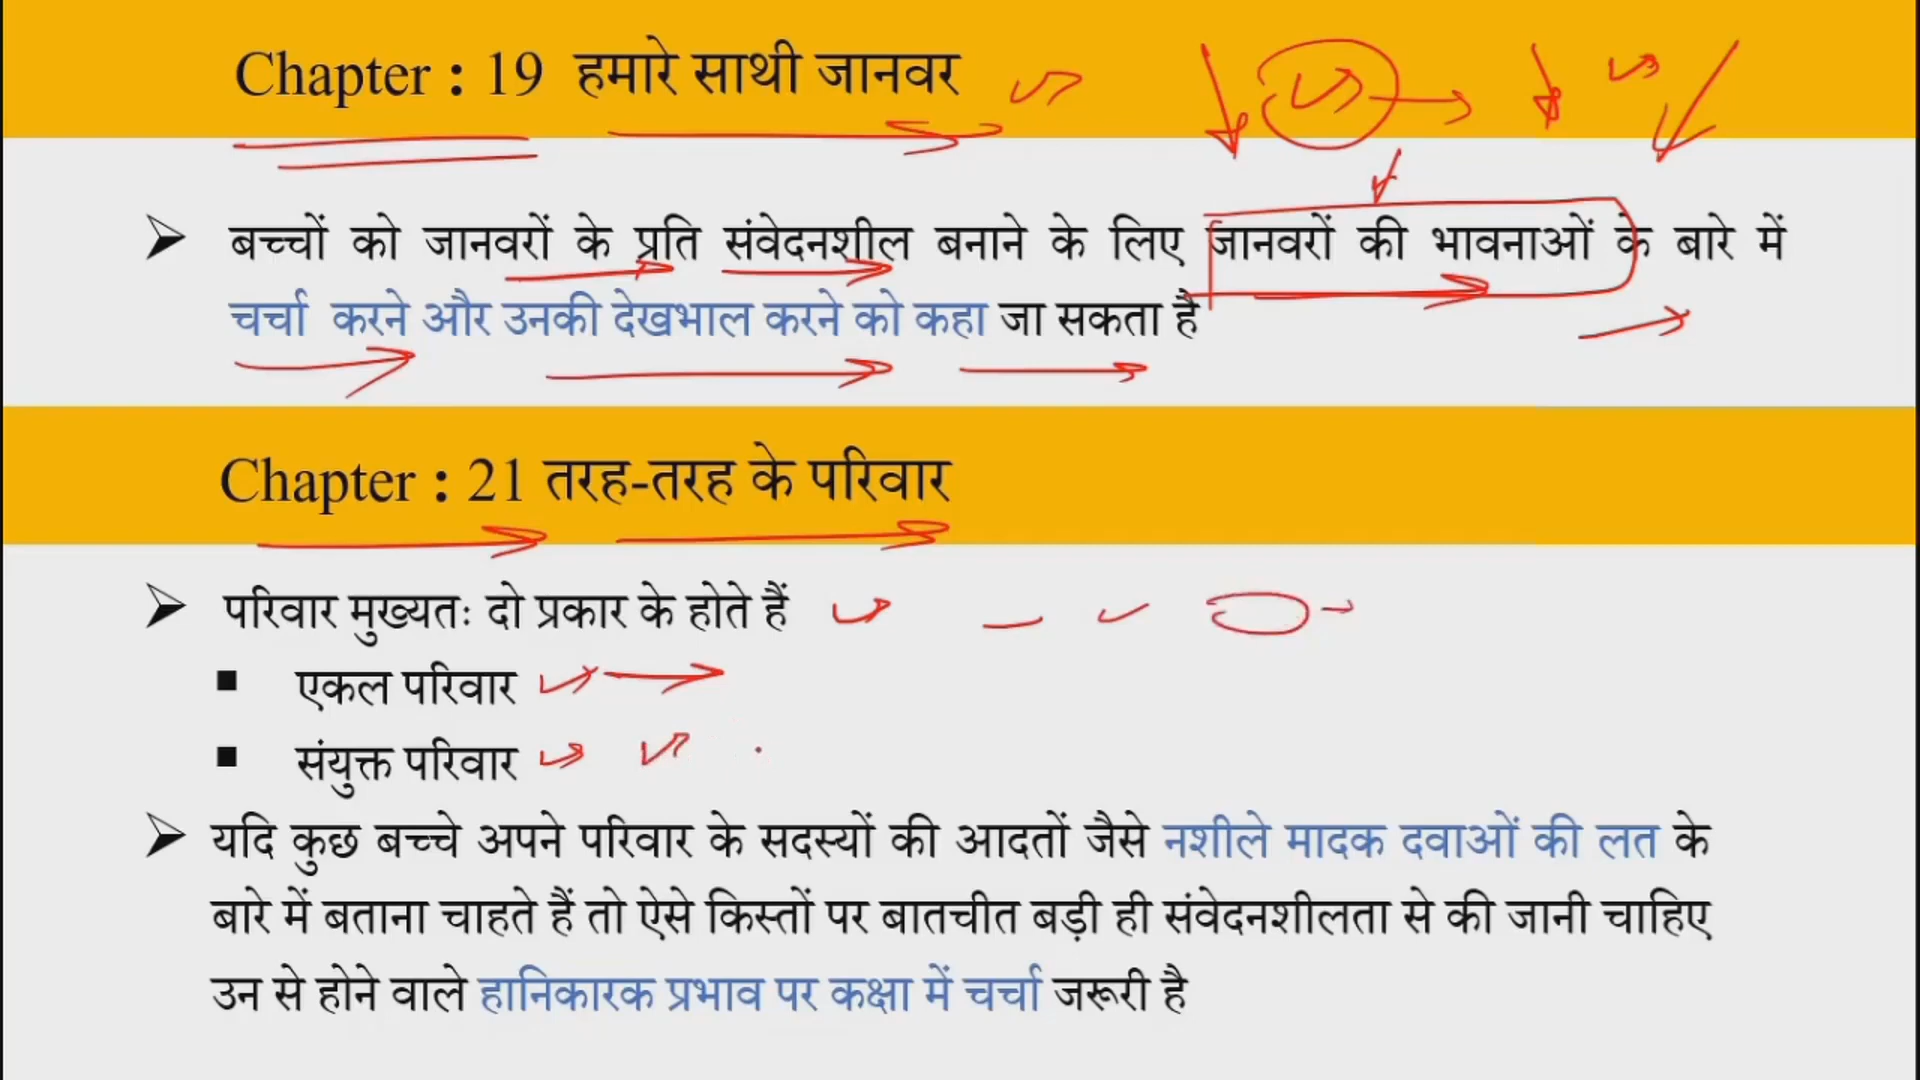 Chapter : 19 हमारे साथी जानवर
बच्चों को जानवरों के प्रति संवेदनशील बनाने के लिए जानवरों की भावनाओं के बारे में
चर्चा करने और उनकी देखभाल करने को कहा जा सकता है
Chapter : 21 तरह-तरह के परिवार
परिवार मुख्यतः दो प्रकार के होते हैं
एकल परिवार
संयुक्त परिवार
यदि कुछ बच्चे अपने परिवार के सदस्यों की आदतों जैसे नशीले मादक दवाओं की लत के
बारे में बताना चाहते हैं तो ऐसे किस्तों पर बातचीत बड़ी ही संवेदनशीलता से की जानी चाहिए
उन से होने वाले हानिकारक प्रभाव पर कक्षा में चर्चा जरूरी है